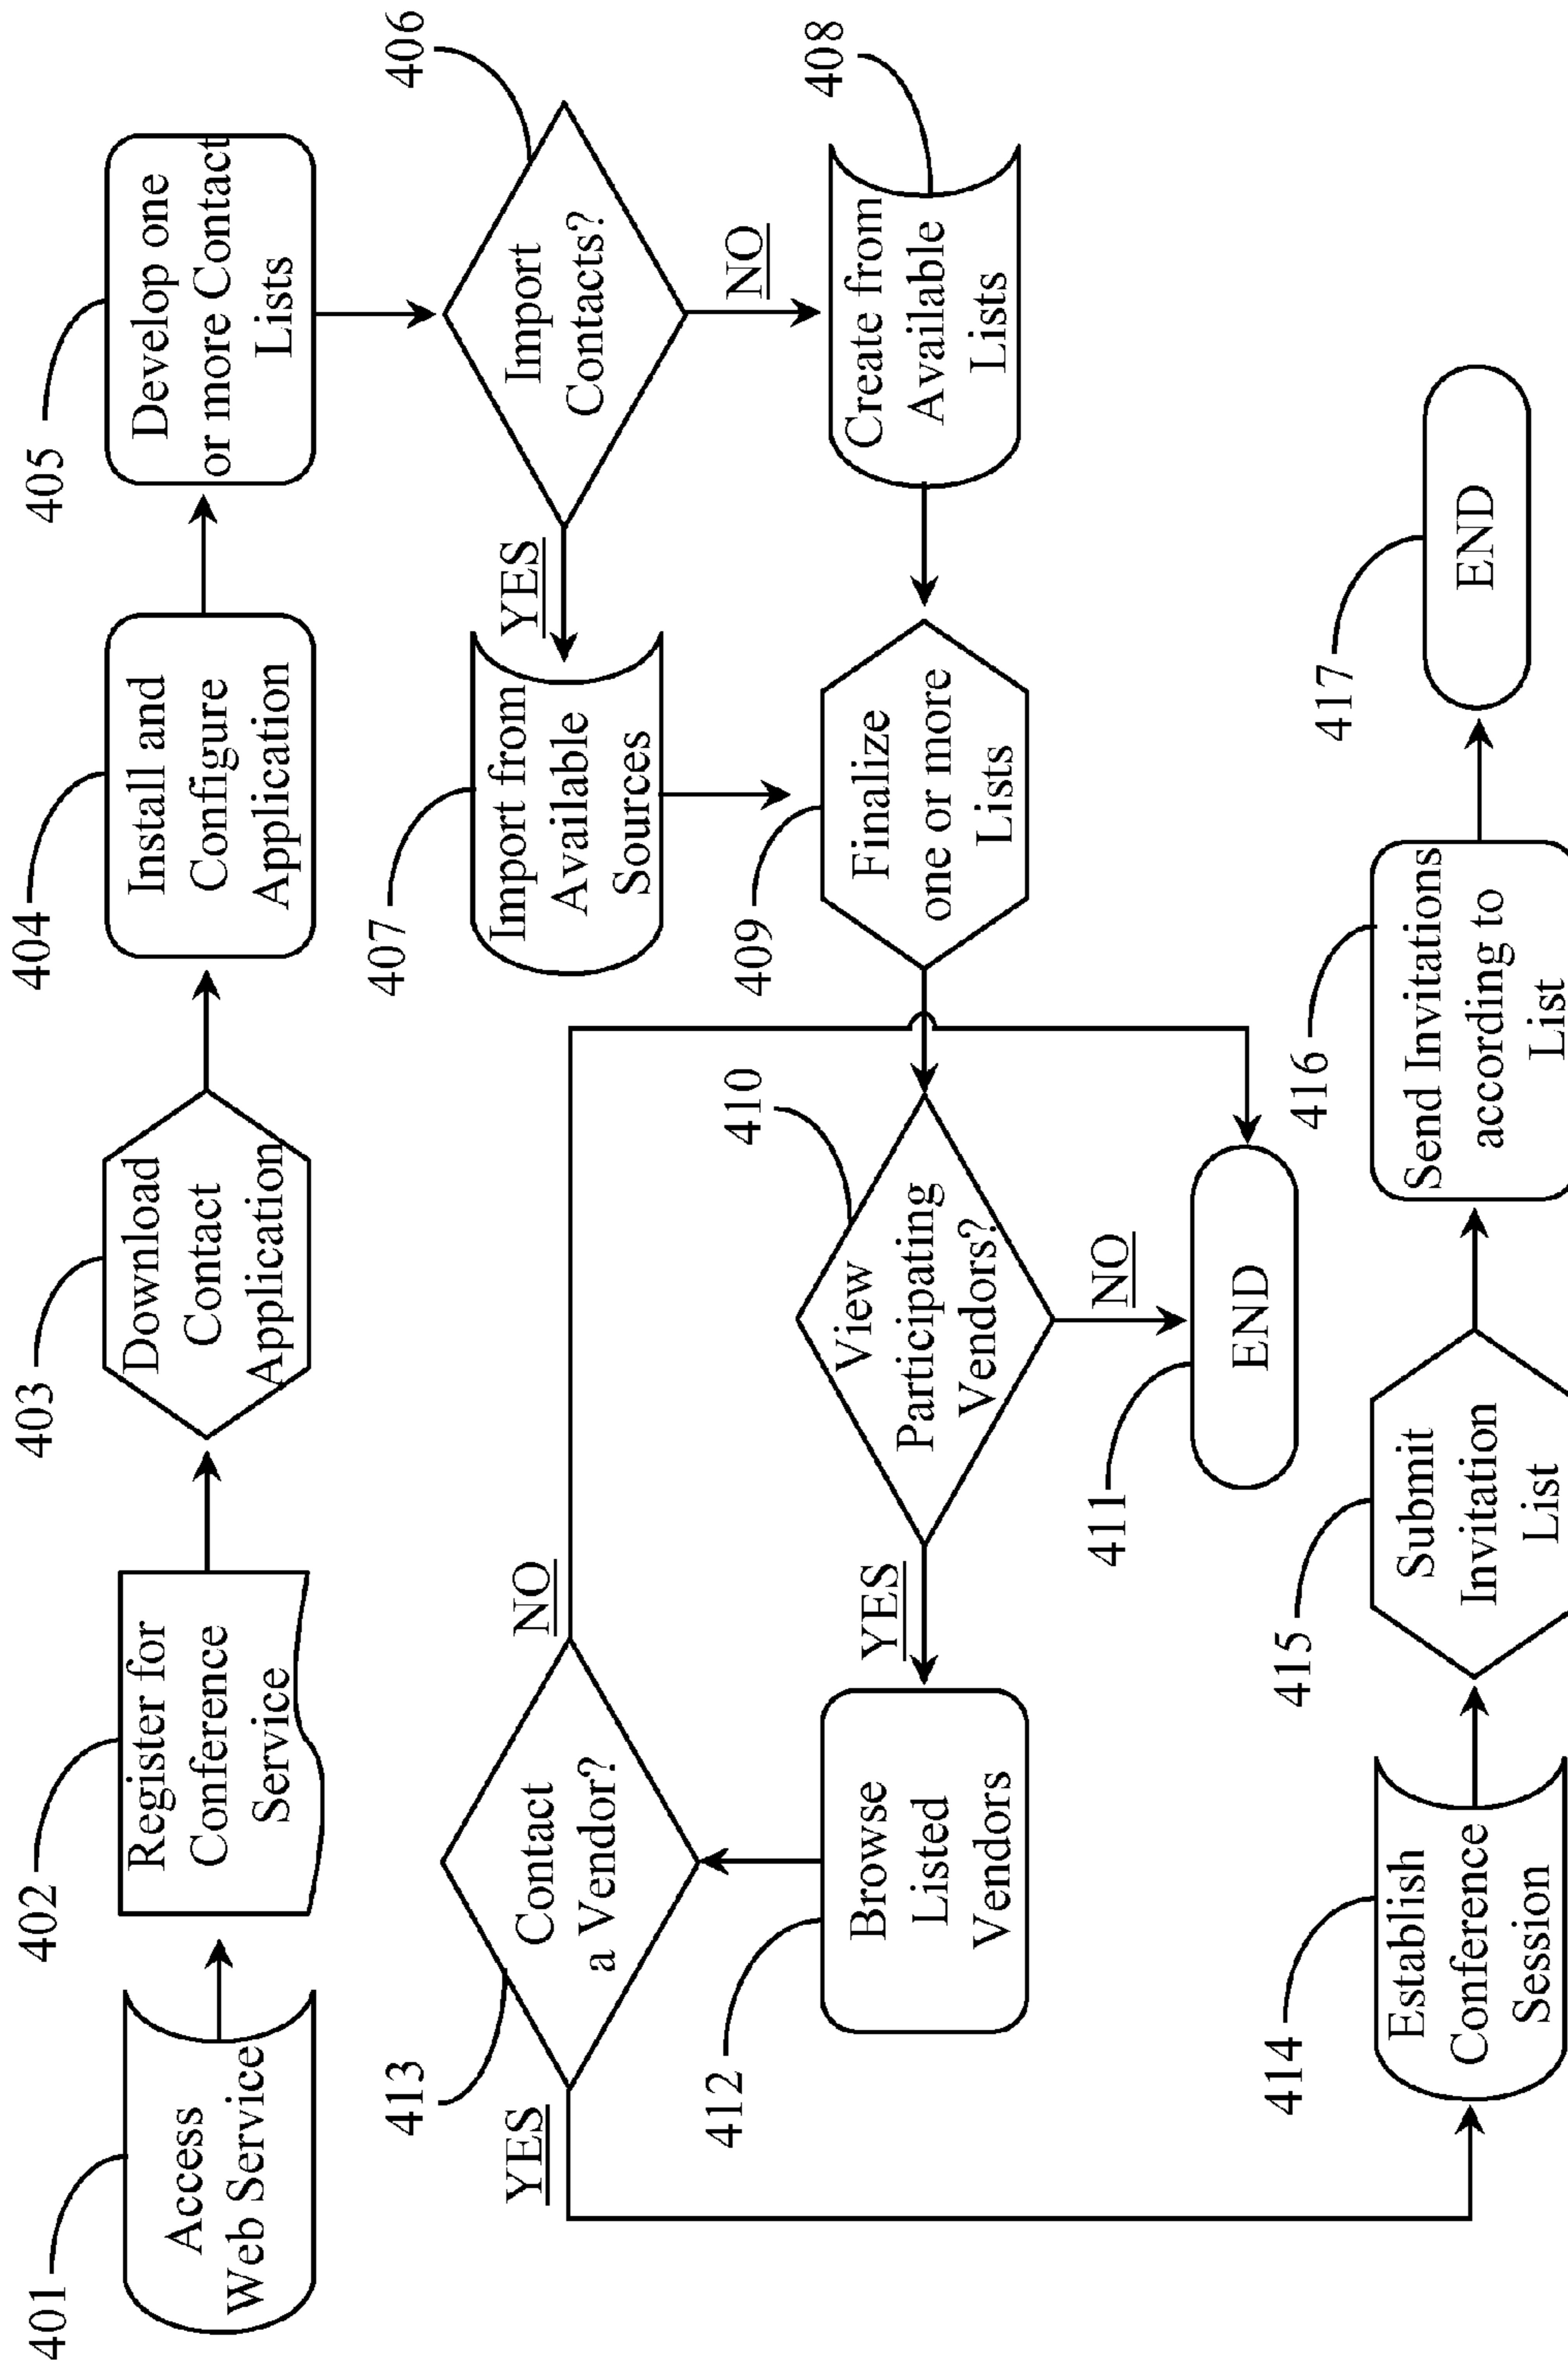 401
Access
Web Service
402
Register for
Conference
Service
403
Download
Contact
Application
404
Install and
Configure
Application
405
Develop one
or more Contact
Lists
406
Import
Contacts?
YES
NO
407
Import from
Available
Sources
408
Create from
Available
Lists
409
Finalize
one or more
Lists
410
View
Participating
Vendors?
YES
NO
411
END
412
Browse
Listed
Vendors
413
Contact
a Vendor?
YES
NO
414
Establish
Conference
Session
415
Submit
Invitation
List
416
Send Invitations
according to
List
417
END